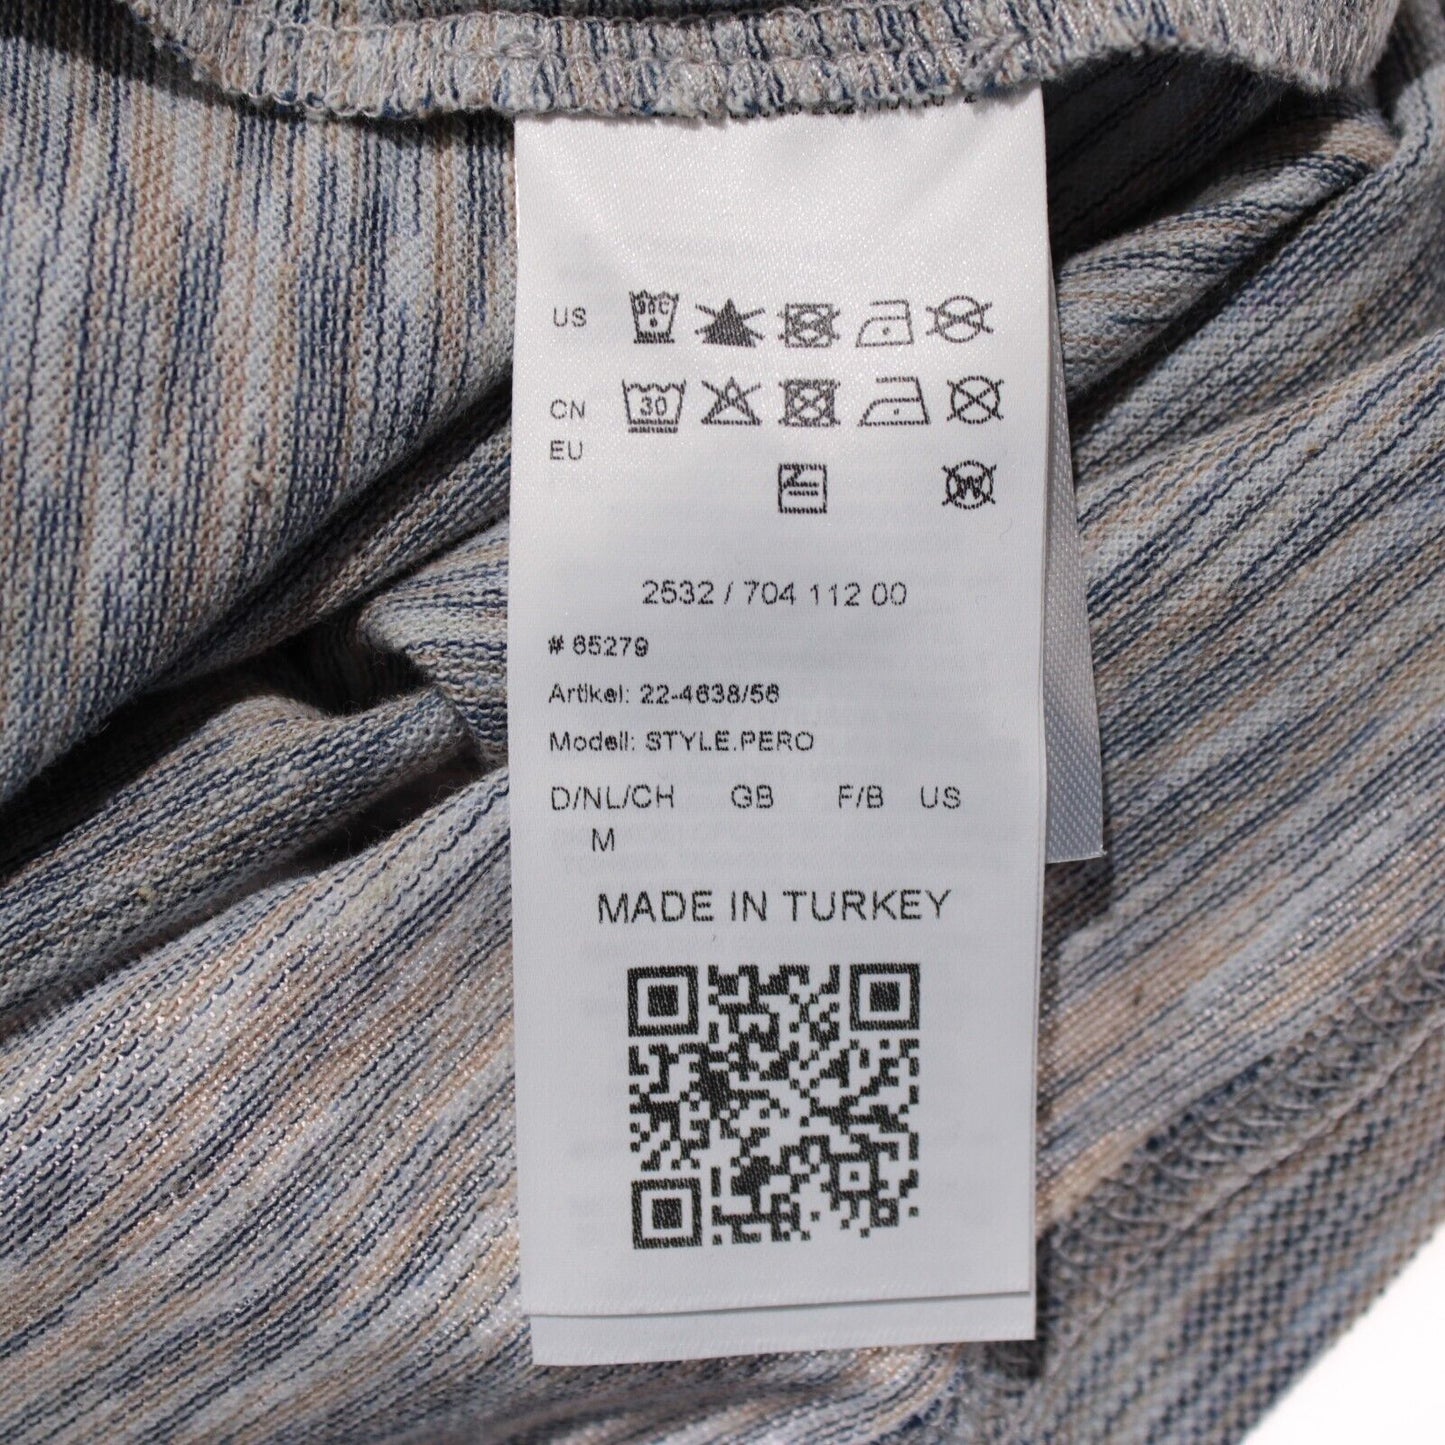 US 30C
CN 30
EU
W
2532 / 704 112 00
# 65279
Artikel: 22-4638/56
Modell: STYLE.PERO
D/NL/CH GB F/B US
M
MADE IN TURKEY